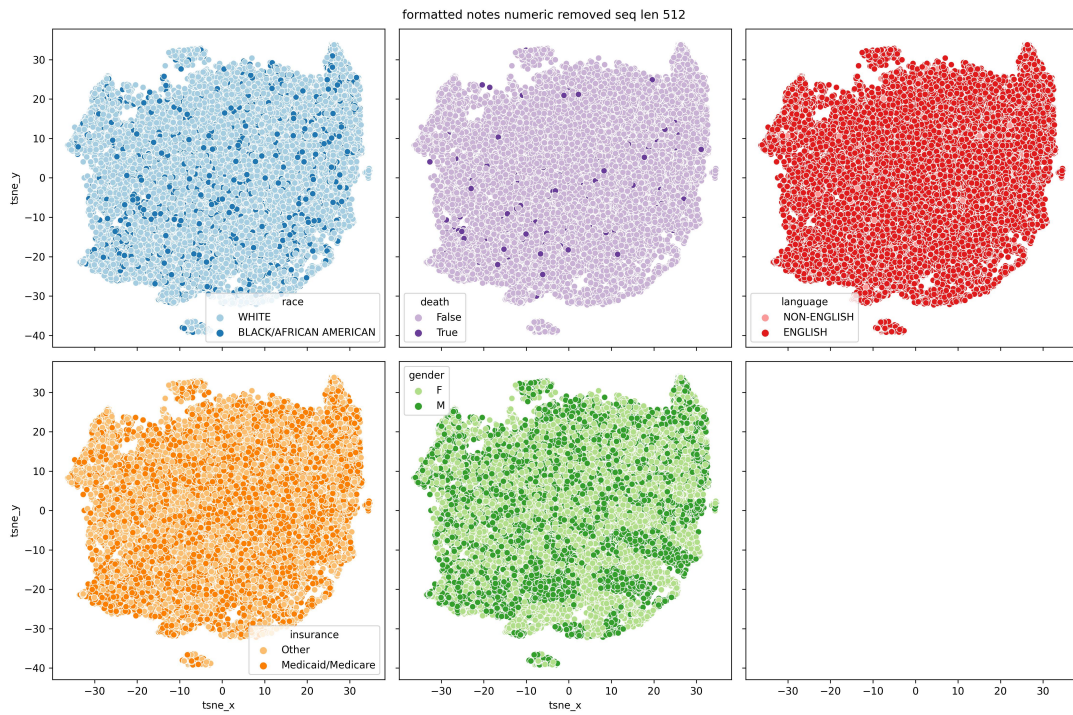 formatted notes numeric removed seq len 512
30
20
10
0
−10
−20
−30
−40
tsne_y
race
WHITE
BLACK/AFRICAN AMERICAN
death
False
True
language
NON-ENGLISH
ENGLISH
30
20
10
0
−10
−20
−30
−40
tsne_y
insurance
Other
Medicaid/Medicare
gender
F
M
−30 −20 −10 0 10 20 30
tsne_x
−30 −20 −10 0 10 20 30
tsne_x
−30 −20 −10 0 10 20 30